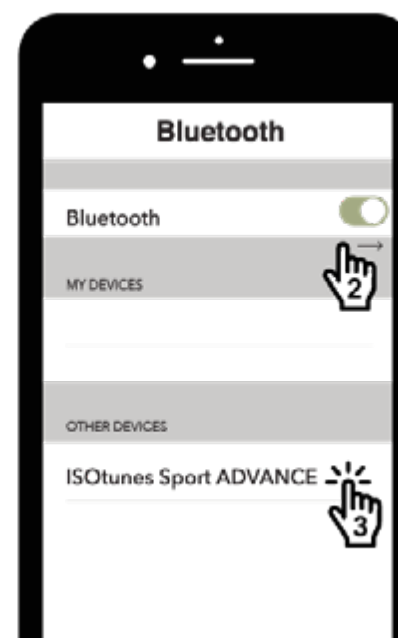 Bluetooth
Bluetooth
→
2
MY DEVICES
OTHER DEVICES
ISOtunes Sport ADVANCE
3